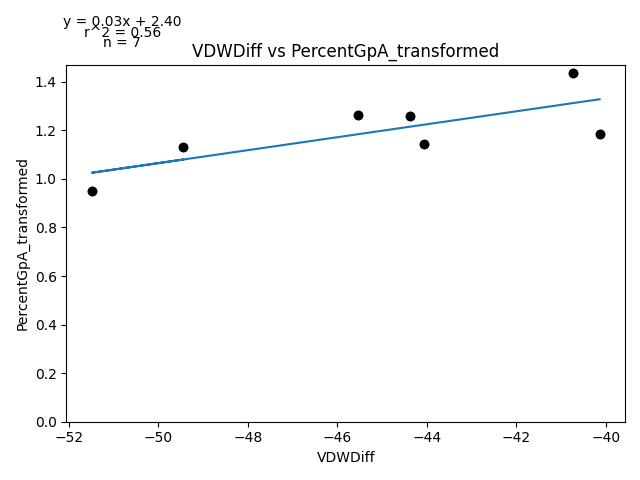 y = 0.03x + 2.40
r^2 = 0.56
n = 7
VDWDiff vs PercentGpA_transformed
PercentGpA_transformed
1.4
1.2
1.0
0.8
0.6
0.4
0.2
0.0
−52 −50 −48 −46 −44 −42 −40
VDWDiff